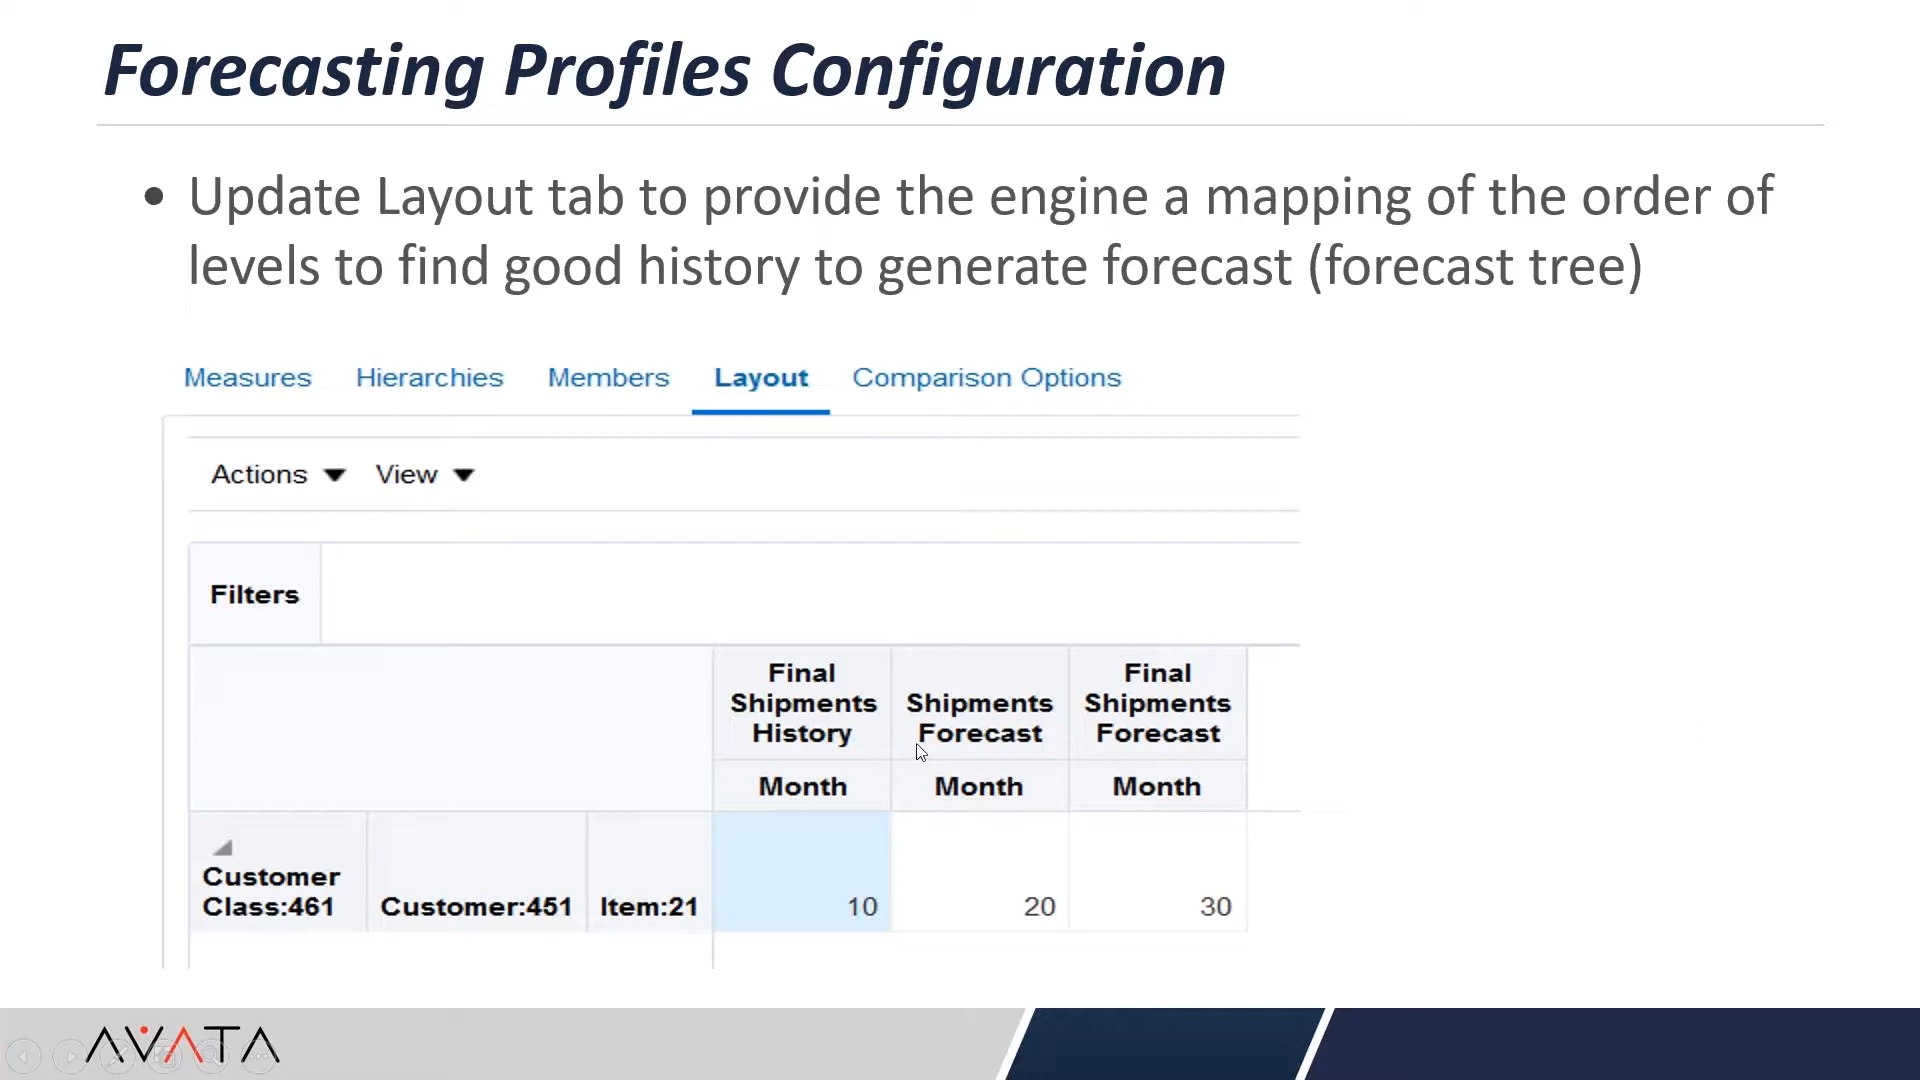 Forecasting Profiles Configuration
• Update Layout tab to provide the engine a mapping of the order of
levels to find good history to generate forecast (forecast tree)
Measures Hierarchies Members Layout Comparison Options
Actions View
Filters
Final Shipments History
Shipments Forecast
Final Shipments Forecast
Month Month Month
Customer Class:461 Customer:451 Item:21 10 20 30
AVATA